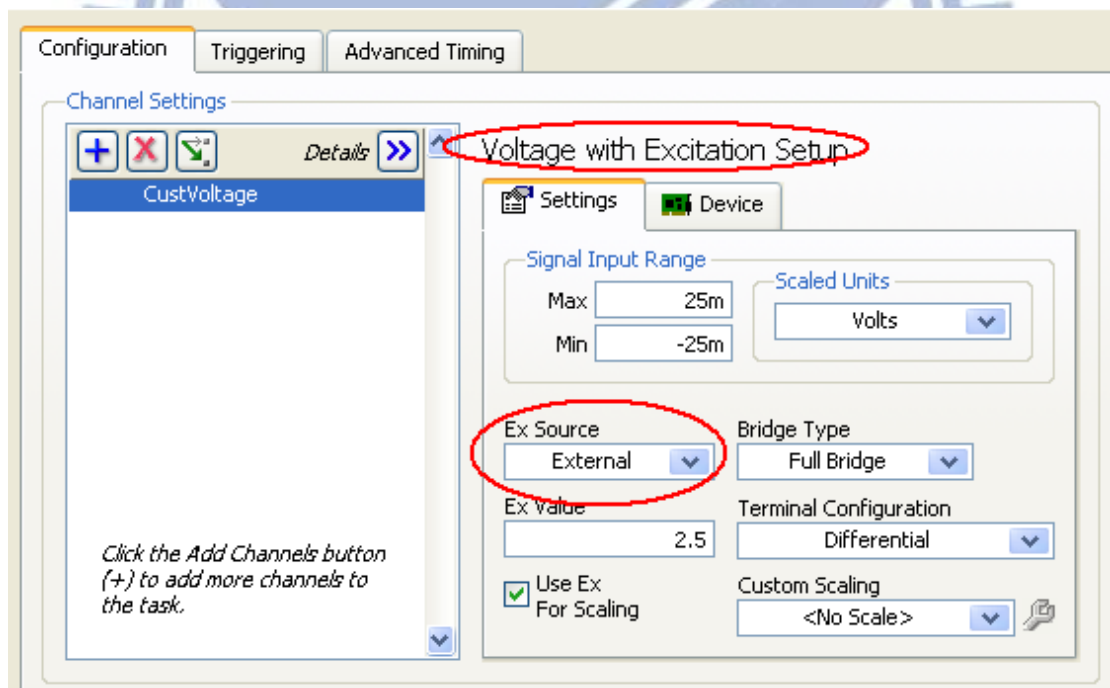 Configuration Triggering Advanced Timing
Channel Settings
Details
CustVoltage
Click the Add Channels button
(+) to add more channels to
the task.
Voltage with Excitation Setup
Settings Device
Signal Input Range
Max 25m
Min -25m
Scaled Units
Volts
Ex Source
External
Bridge Type
Full Bridge
Ex Value
2.5
Terminal Configuration
Differential
Use Ex
For Scaling
Custom Scaling
<No Scale>